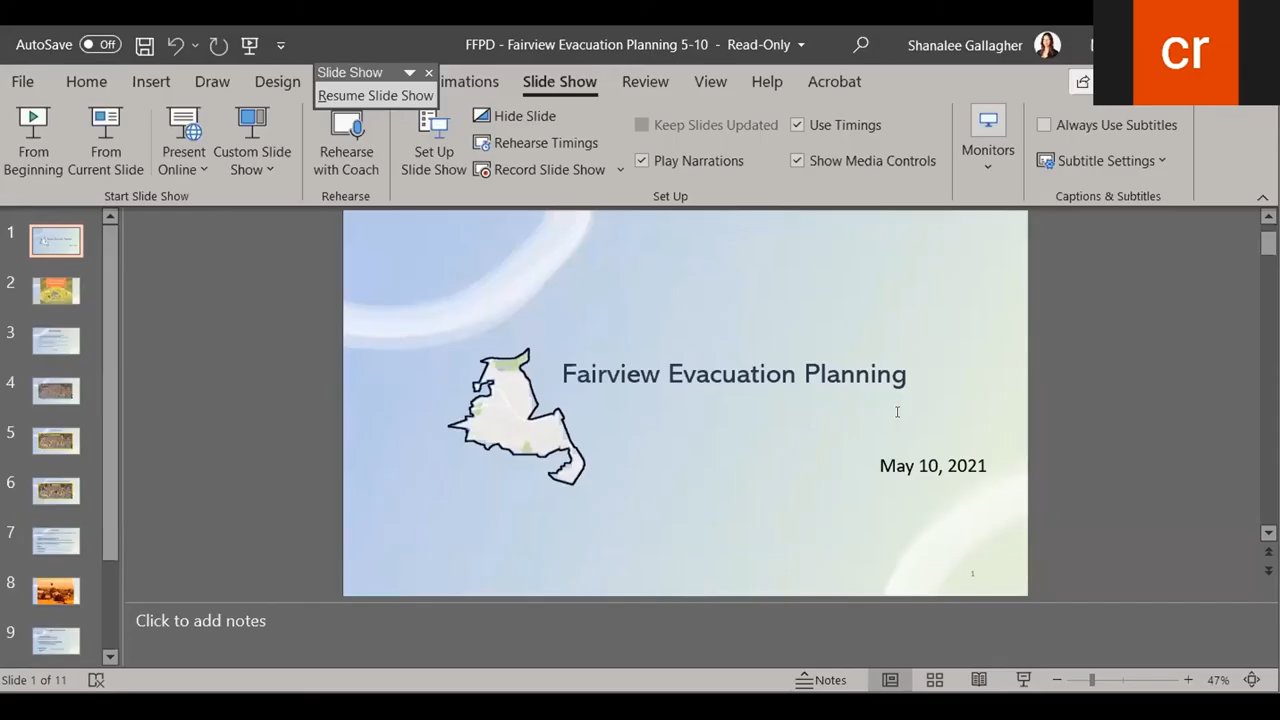 AutoSave Off
FFPD - Fairview Evacuation Planning 5-10 - Read-Only
Shanalee Gallagher
cr
File Home Insert Draw Design
Slide Show
Resume Slide Show
nimations Slide Show Review View Help Acrobat
From Beginning
From Current Slide
Present Online
Custom Slide Show
Start Slide Show
Rehearse with Coach
Rehearse
Set Up Slide Show
Hide Slide
Rehearse Timings
Record Slide Show
Keep Slides Updated
Play Narrations
Use Timings
Show Media Controls
Set Up
Monitors
Always Use Subtitles
Subtitle Settings
Captions & Subtitles
1
2
3
4
5
6
7
8
9
Fairview Evacuation Planning
May 10, 2021
1
Click to add notes
Slide 1 of 11
Notes
47%